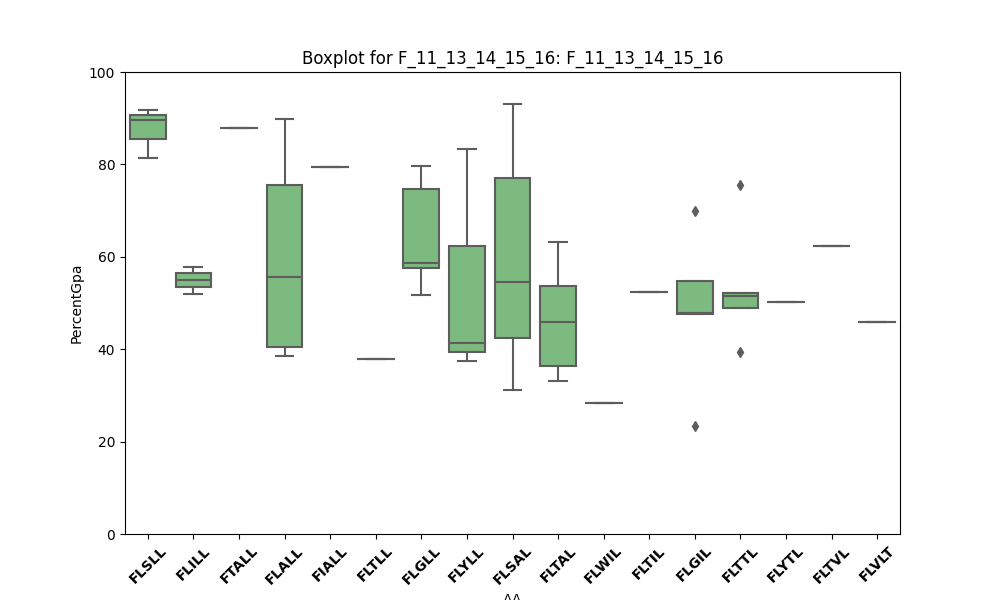 Boxplot for F_11_13_14_15_16: F_11_13_14_15_16
100
80
60
40
20
0
PercentGpa
FLSLL
FLILL
FTALL
FLALL
FIALL
FLTLL
FLGLL
FLYLL
FLSAL
FLTAL
FLWIL
FLTIL
FLGIL
FLTTL
FLYTL
FLTVL
FLVLT
AA